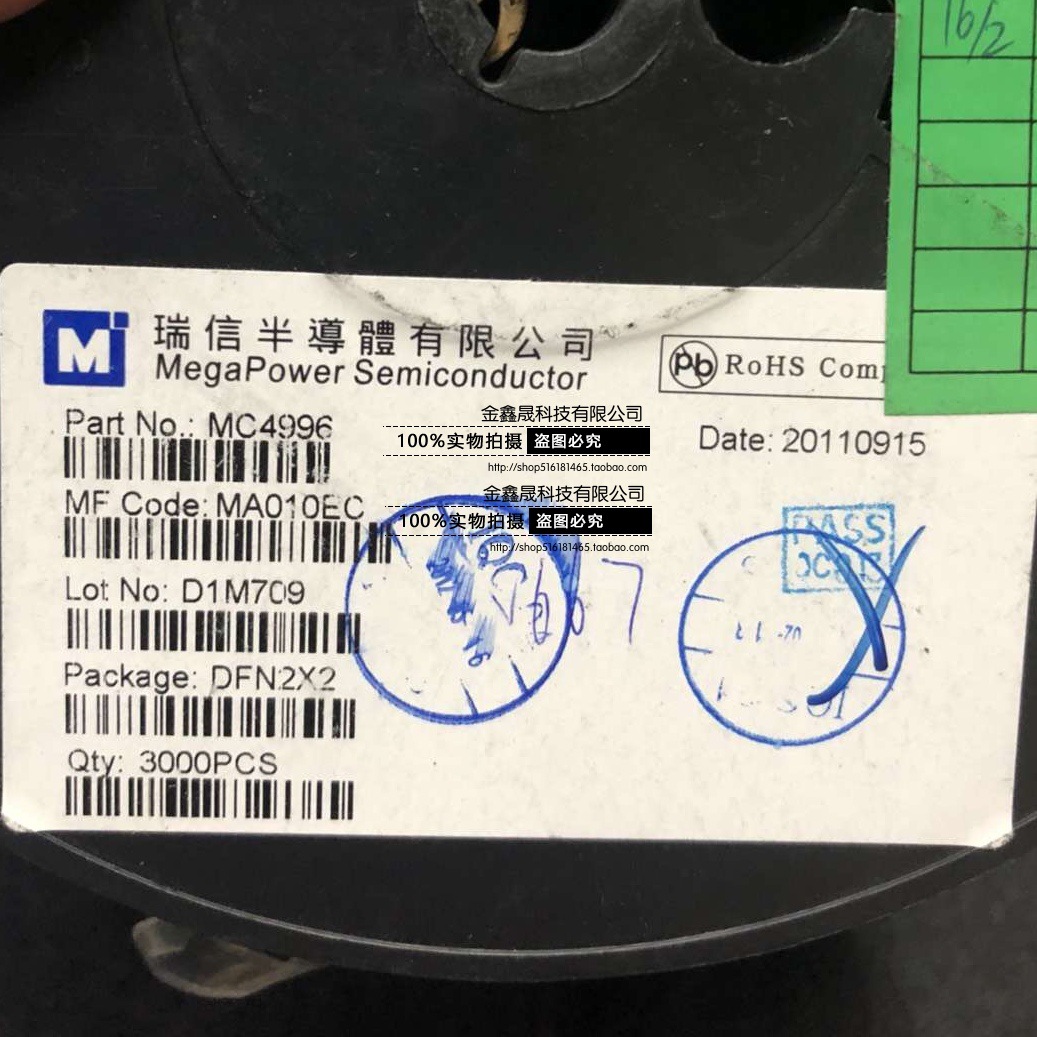 16/2
瑞信半導體有限公司
MegaPower Semiconductor
Pb RoHS
Part No.: MC4996
金鑫晟科技有限公司
100%实物拍摄 盗图必究
http://shop516181465.taobao.com
Date: 20110915
MF Code: MA010EC
金鑫晟科技有限公司
100%实物拍摄 盗图必究
http://shop516181465.taobao.com
PASS
Lot No: D1M709
Package: DFN2X2
Qty: 3000PCS